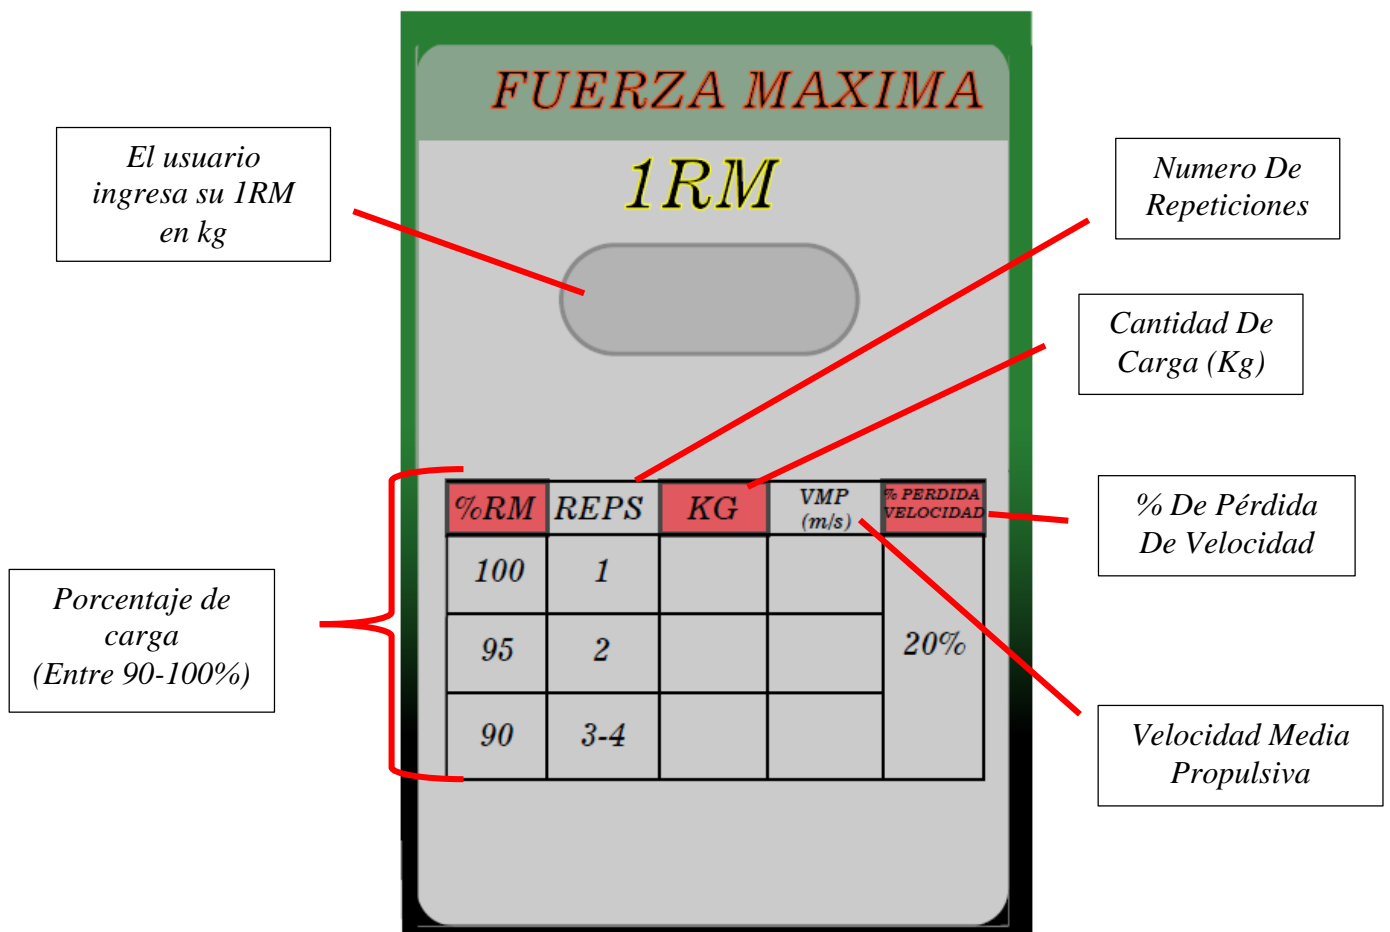 FUERZA MAXIMA
1RM
El usuario
ingresa su 1RM
en kg
Numero De
Repeticiones
Cantidad De
Carga (Kg)
%RM REPS KG VMP (m/s) % PERDIDA VELOCIDAD
100 1
95 2 20%
90 3-4
% De Pérdida
De Velocidad
Porcentaje de
carga
(Entre 90-100%)
Velocidad Media
Propulsiva